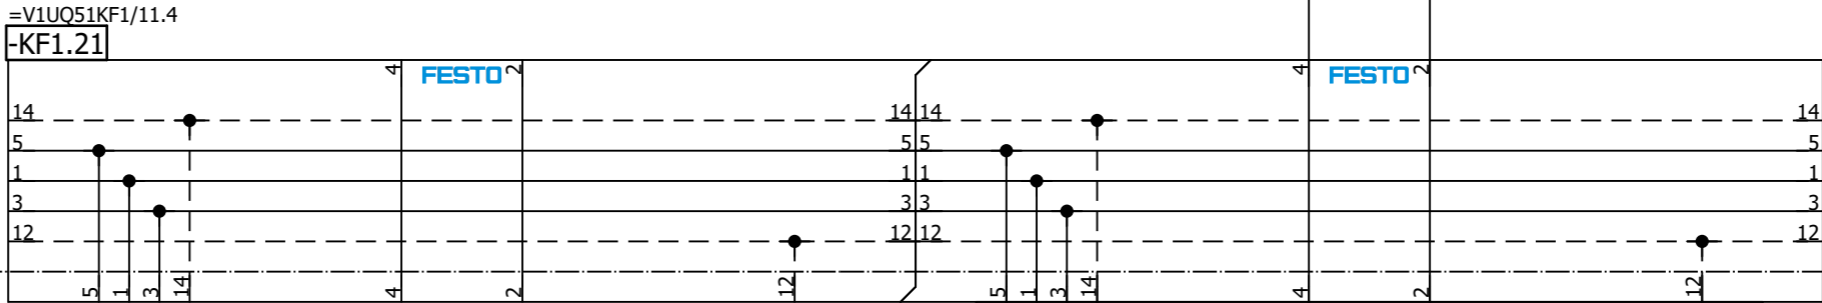 =V1UQ51KF1/11.4
-KF1.21
4 FESTO 2 4 FESTO 2
14 14 14 14
5 5 5 5
1 1 1 1
3 3 3 3
12 12 12 12
5 1 3 14 4 2 12 5 1 3 14 4 2 12